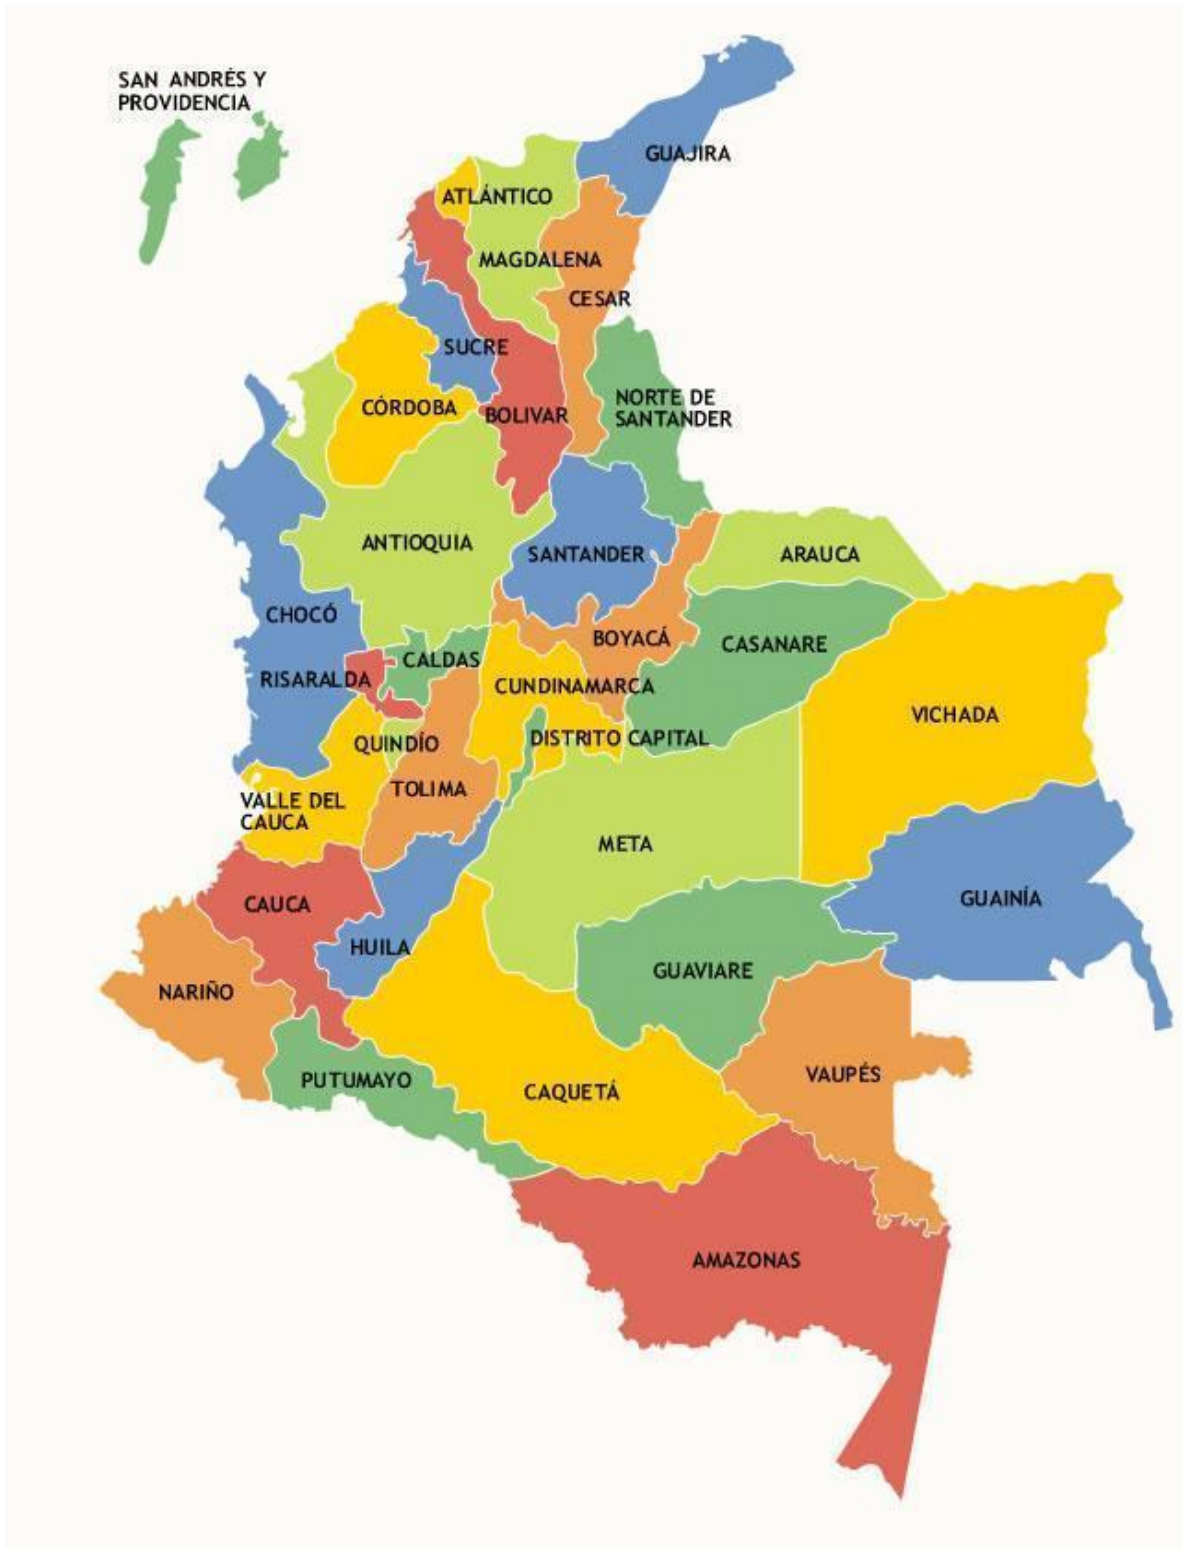 SAN ANDRÉS Y
PROVIDENCIA
GUAJIRA
ATLÁNTICO
MAGDALENA
CESAR
SUCRE
NORTE DE
SANTANDER
CÓRDOBA
BOLIVAR
ANTIOQUÍA
SANTANDER
ARAUCA
CHOCÓ
BOYACÁ
CASANARE
CALDAS
RISARALDA
CUNDINAMARCA
VICHADA
QUINDÍO
DISTRITO CAPITAL
TOLIMA
VALLE DEL
CAUCA
META
CAUCA
GUAINÍA
HUILA
GUAVIARE
NARIÑO
VAUPÉS
PUTUMAYO
CAQUETÁ
AMAZONAS